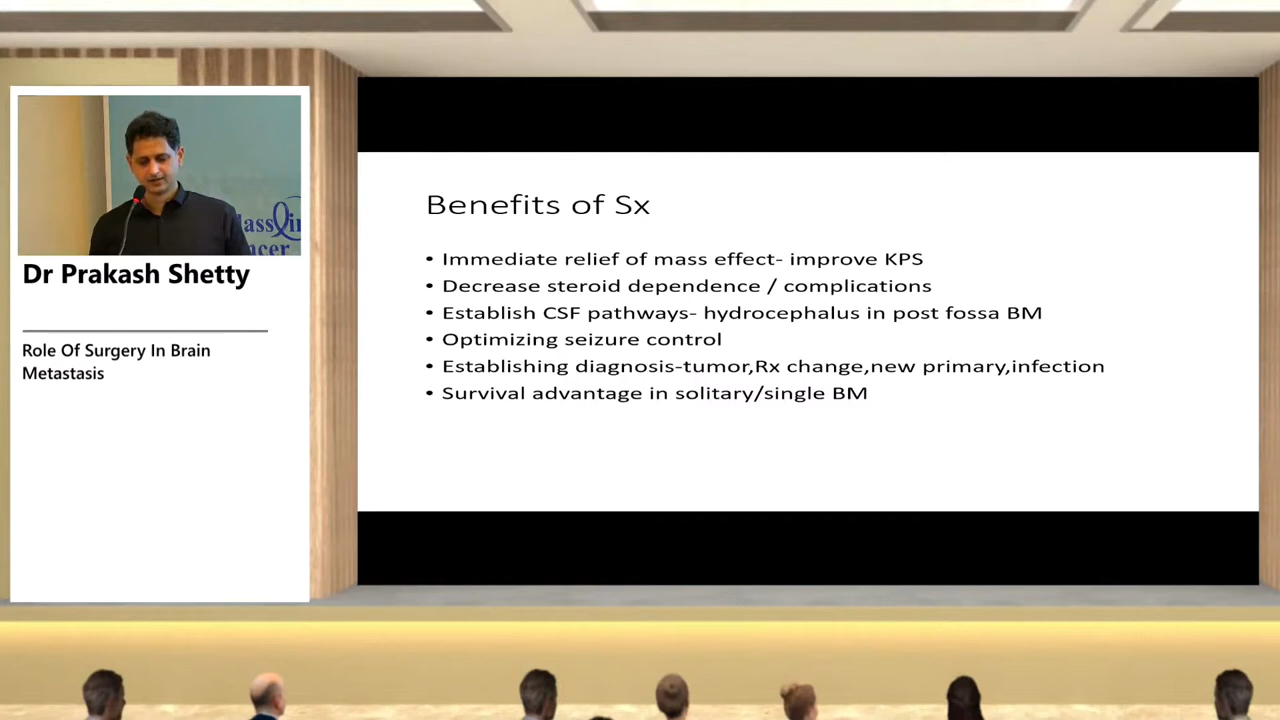 Dr Prakash Shetty
Role Of Surgery In Brain
Metastasis
Benefits of Sx
• Immediate relief of mass effect- improve KPS
• Decrease steroid dependence / complications
• Establish CSF pathways- hydrocephalus in post fossa BM
• Optimizing seizure control
• Establishing diagnosis-tumor,Rx change,new primary,infection
• Survival advantage in solitary/single BM